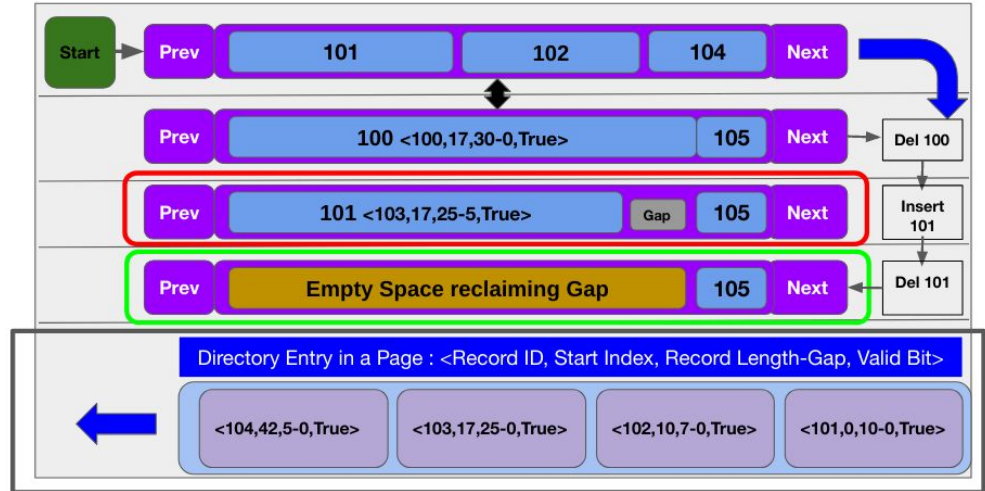 Start
Prev
101
102
104
Next
Prev
100 <100,17,30-0,True>
105
Next
Del 100
Prev
101 <103,17,25-5,True>
Gap
105
Next
Insert
101
Prev
Empty Space reclaiming Gap
105
Next
Del 101
Directory Entry in a Page : <Record ID, Start Index, Record Length-Gap, Valid Bit>
<104,42,5-0,True>
<103,17,25-0,True>
<102,10,7-0,True>
<101,0,10-0,True>